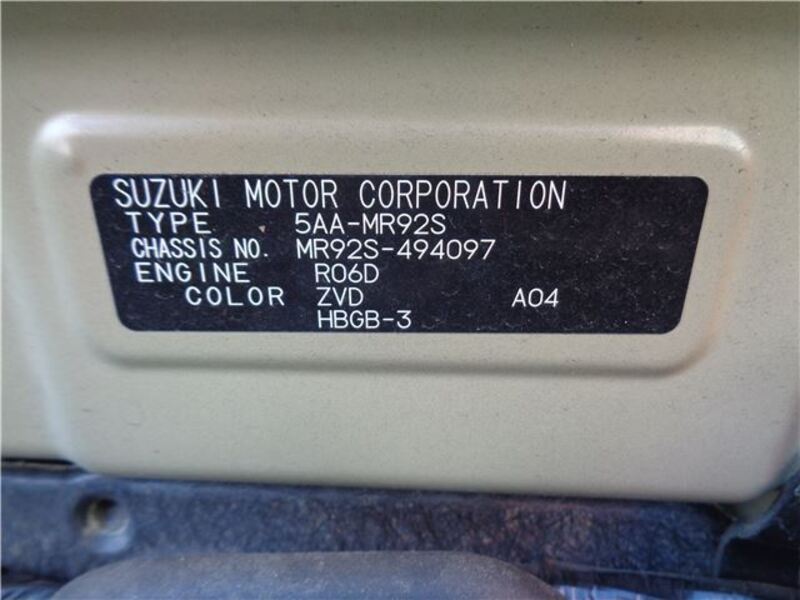 SUZUKI MOTOR CORPORATION
TYPE 5AA-MR92S
CHASSIS NO. MR92S-494097
ENGINE R06D
COLOR ZVD A04
HBGB-3